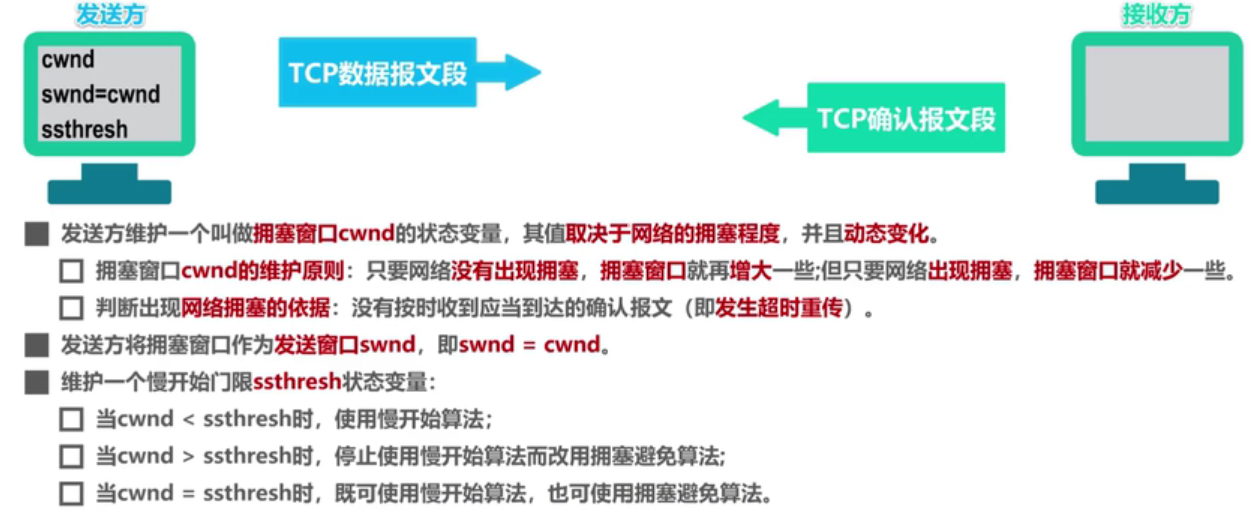 发送方
接收方
cwnd
swnd=cwnd
ssthresh
TCP数据报文段
TCP确认报文段
发送方维护一个叫做拥塞窗口cwnd的状态变量，其值取决于网络的拥塞程度，并且动态变化。
拥塞窗口cwnd的维护原则：只要网络没有出现拥塞，拥塞窗口就再增大一些;但只要网络出现拥塞，拥塞窗口就减少一些。
判断出现网络拥塞的依据：没有按时收到应当到达的确认报文（即发生超时重传）。
发送方将拥塞窗口作为发送窗口swnd，即swnd = cwnd。
维护一个慢开始门限ssthresh状态变量：
当cwnd < ssthresh时，使用慢开始算法；
当cwnd > ssthresh时，停止使用慢开始算法而改用拥塞避免算法;
当cwnd = ssthresh时，既可使用慢开始算法，也可使用拥塞避免算法。